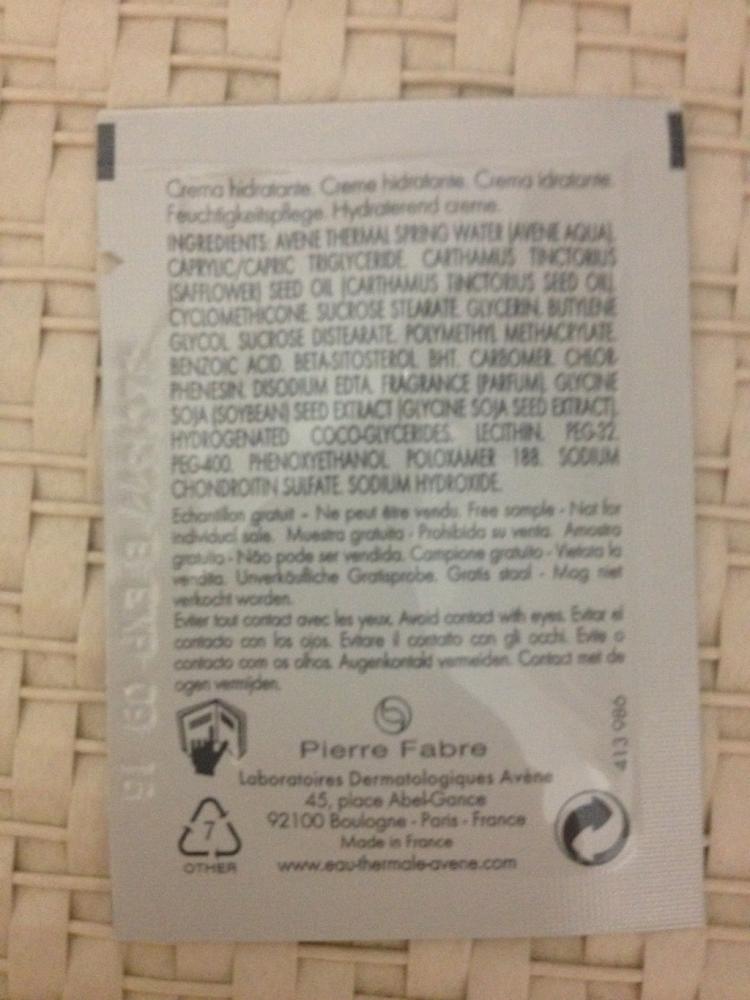 Crema hidratante. Creme hidratante. Crema idratante.
Feuchtigkeitspflege. Hydraterend creme.
INGREDIENTS: AVENE THERMAL SPRING WATER (AVENE AQUA).
CAPRYLIC/CAPRIC TRIGLYCERIDE. CARTHAMUS TINCTORIUS
(SAFFLOWER) SEED OIL (CARTHAMUS TINCTORIUS SEED OIL).
CYCLOMETHICONE. SUCROSE STEARATE. GLYCERIN. BUTYLENE
GLYCOL. SUCROSE DISTEARATE. POLYMETHYL METHACRYLATE.
BENZOIC ACID. BETA-SITOSTEROL. BHT. CARBOMER. CHLOR-
PHENESIN. DISODIUM EDTA. FRAGRANCE (PARFUM). GLYCINE
SOJA (SOYBEAN) SEED EXTRACT (GLYCINE SOJA SEED EXTRACT).
HYDROGENATED COCO-GLYCERIDES. LECITHIN. PEG-32.
PEG-400. PHENOXYETHANOL. POLOXAMER 188. SODIUM
CHONDROITIN SULFATE. SODIUM HYDROXIDE.
Echantillon gratuit - Ne peut être vendu. Free sample - Not for
individual sale. Muestra gratuita - Prohibida su venta. Amostra
gratuita - Não pode ser vendida. Campione gratuito - Vietata la
vendita. Unverkäufliche Gratisprobe. Gratis staal - Mag niet
verkocht worden.
Eviter tout contact avec les yeux. Avoid contact with eyes. Evitar el
contacto con los ojos. Evitare il contatto con gli occhi. Evite o
contacto com os olhos. Augenkontakt vermeiden. Contact met de
ogen vermijden.
Pierre Fabre
Laboratoires Dermatologiques Avène
45, place Abel-Gance
92100 Boulogne - Paris - France
Made in France
www.eau-thermale-avene.com
7
OTHER
413986
EXP 09 16